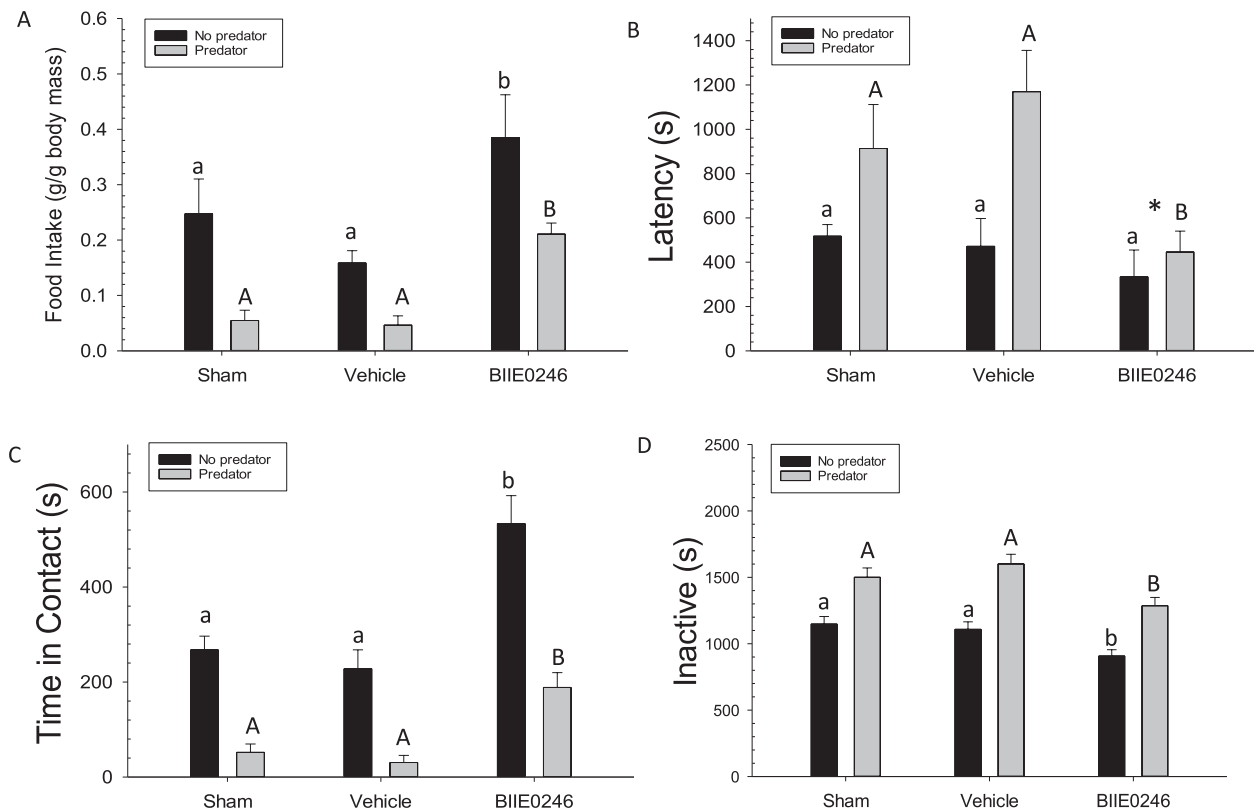 A
No predator
Predator
Food Intake (g/g body mass)
0.6
0.5
0.4
0.3
0.2
0.1
0.0
a
A
a
A
b
B
Sham
Vehicle
BIIE0246
B
No predator
Predator
Latency (s)
1400
1200
1000
800
600
400
200
0
a
A
a
A
a
*
B
Sham
Vehicle
BIIE0246
C
No predator
Predator
Time in Contact (s)
600
400
200
0
a
A
a
A
b
B
Sham
Vehicle
BIIE0246
D
No predator
Predator
Inactive (s)
2500
2000
1500
1000
500
0
a
A
a
A
b
B
Sham
Vehicle
BIIE0246